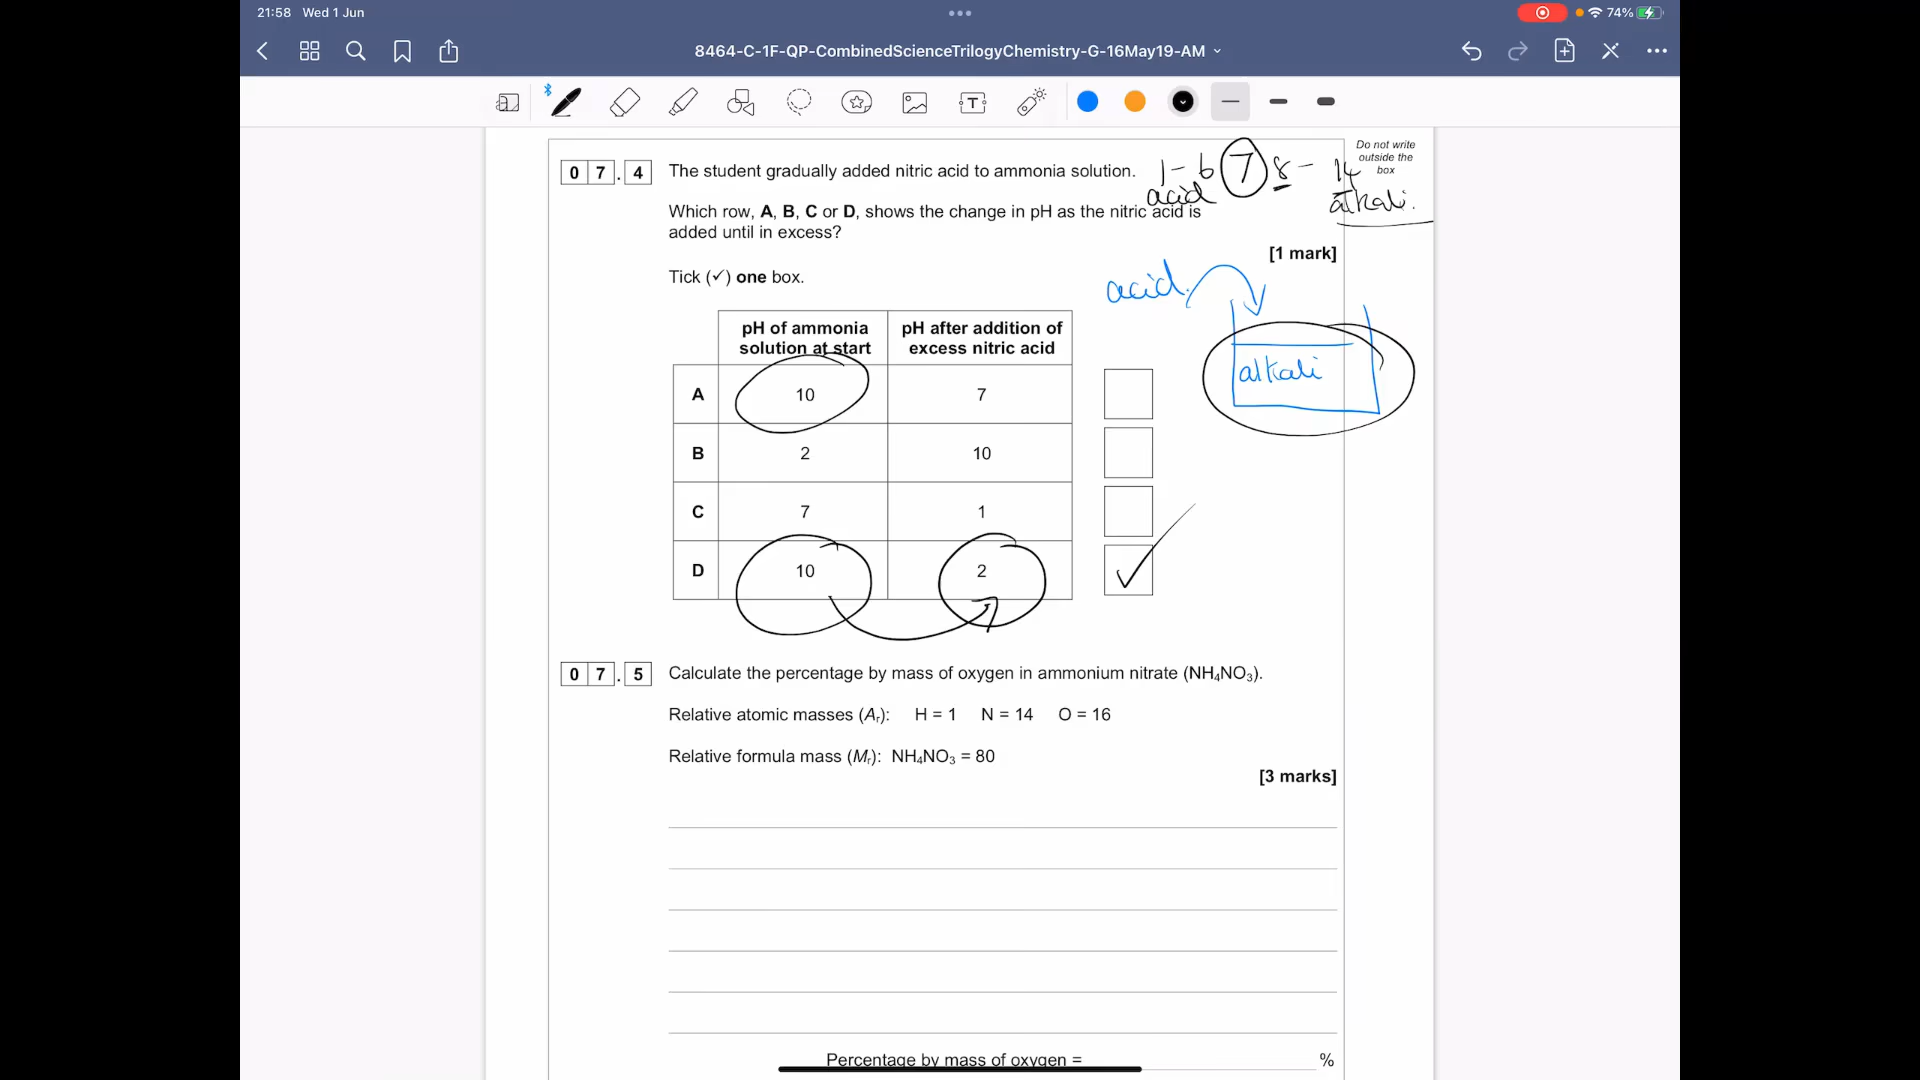 21:58 Wed 1 Jun
74%
8464-C-1F-QP-CombinedScienceTrilogyChemistry-G-16May19-AM
T
Do not write
outside the
box
0 7 . 4 The student gradually added nitric acid to ammonia solution.
1 - 6 7 8 - 14
acid alkali.
Which row, A, B, C or D, shows the change in pH as the nitric acid is
added until in excess?
[1 mark]
Tick (✓) one box.
acid
alkali
pH of ammonia solution at start
pH after addition of excess nitric acid
A 10 7
B 2 10
C 7 1
D 10 2 ✓
0 7 . 5 Calculate the percentage by mass of oxygen in ammonium nitrate (NH₄NO₃).
Relative atomic masses (Aᵣ): H = 1 N = 14 O = 16
Relative formula mass (Mᵣ): NH₄NO₃ = 80
[3 marks]
Percentage by mass of oxygen = %